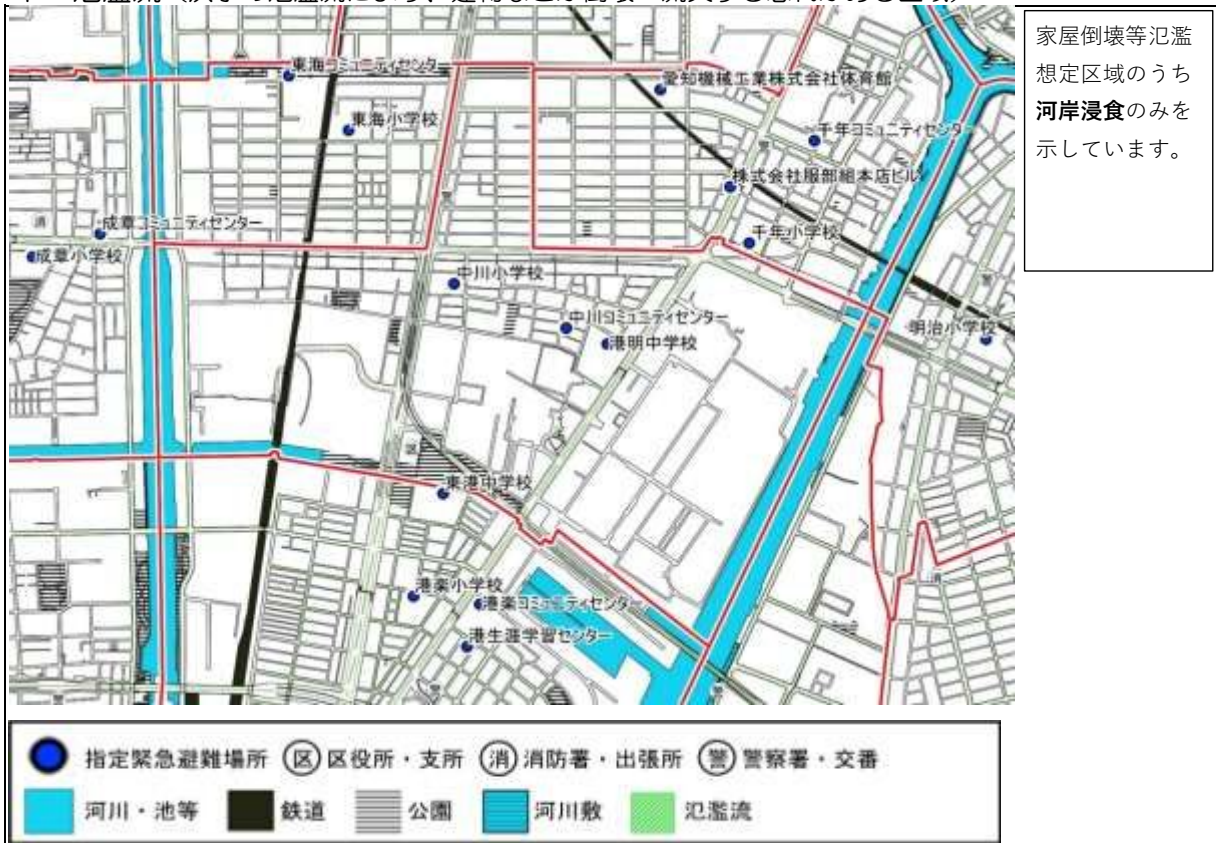 家屋倒壊等氾濫
想定区域のうち
河岸浸食のみを
示しています。
東海コミュニティセンター
愛知機械工業株式会社体育館
東海小学校
千年コミュニティセンター
株式会社服部組本店ビル
成章コミュニティセンター
消
千年小学校
成章小学校
中川小学校
中川コミュニティセンター
明治小学校
港明中学校
区
東港中学校
港楽小学校
港楽コミュニティセンター
港生涯学習センター
指定緊急避難場所 区 区役所・支所 消 消防署・出張所 警 警察署・交番
河川・池等 鉄道 公園 河川敷 氾濫流